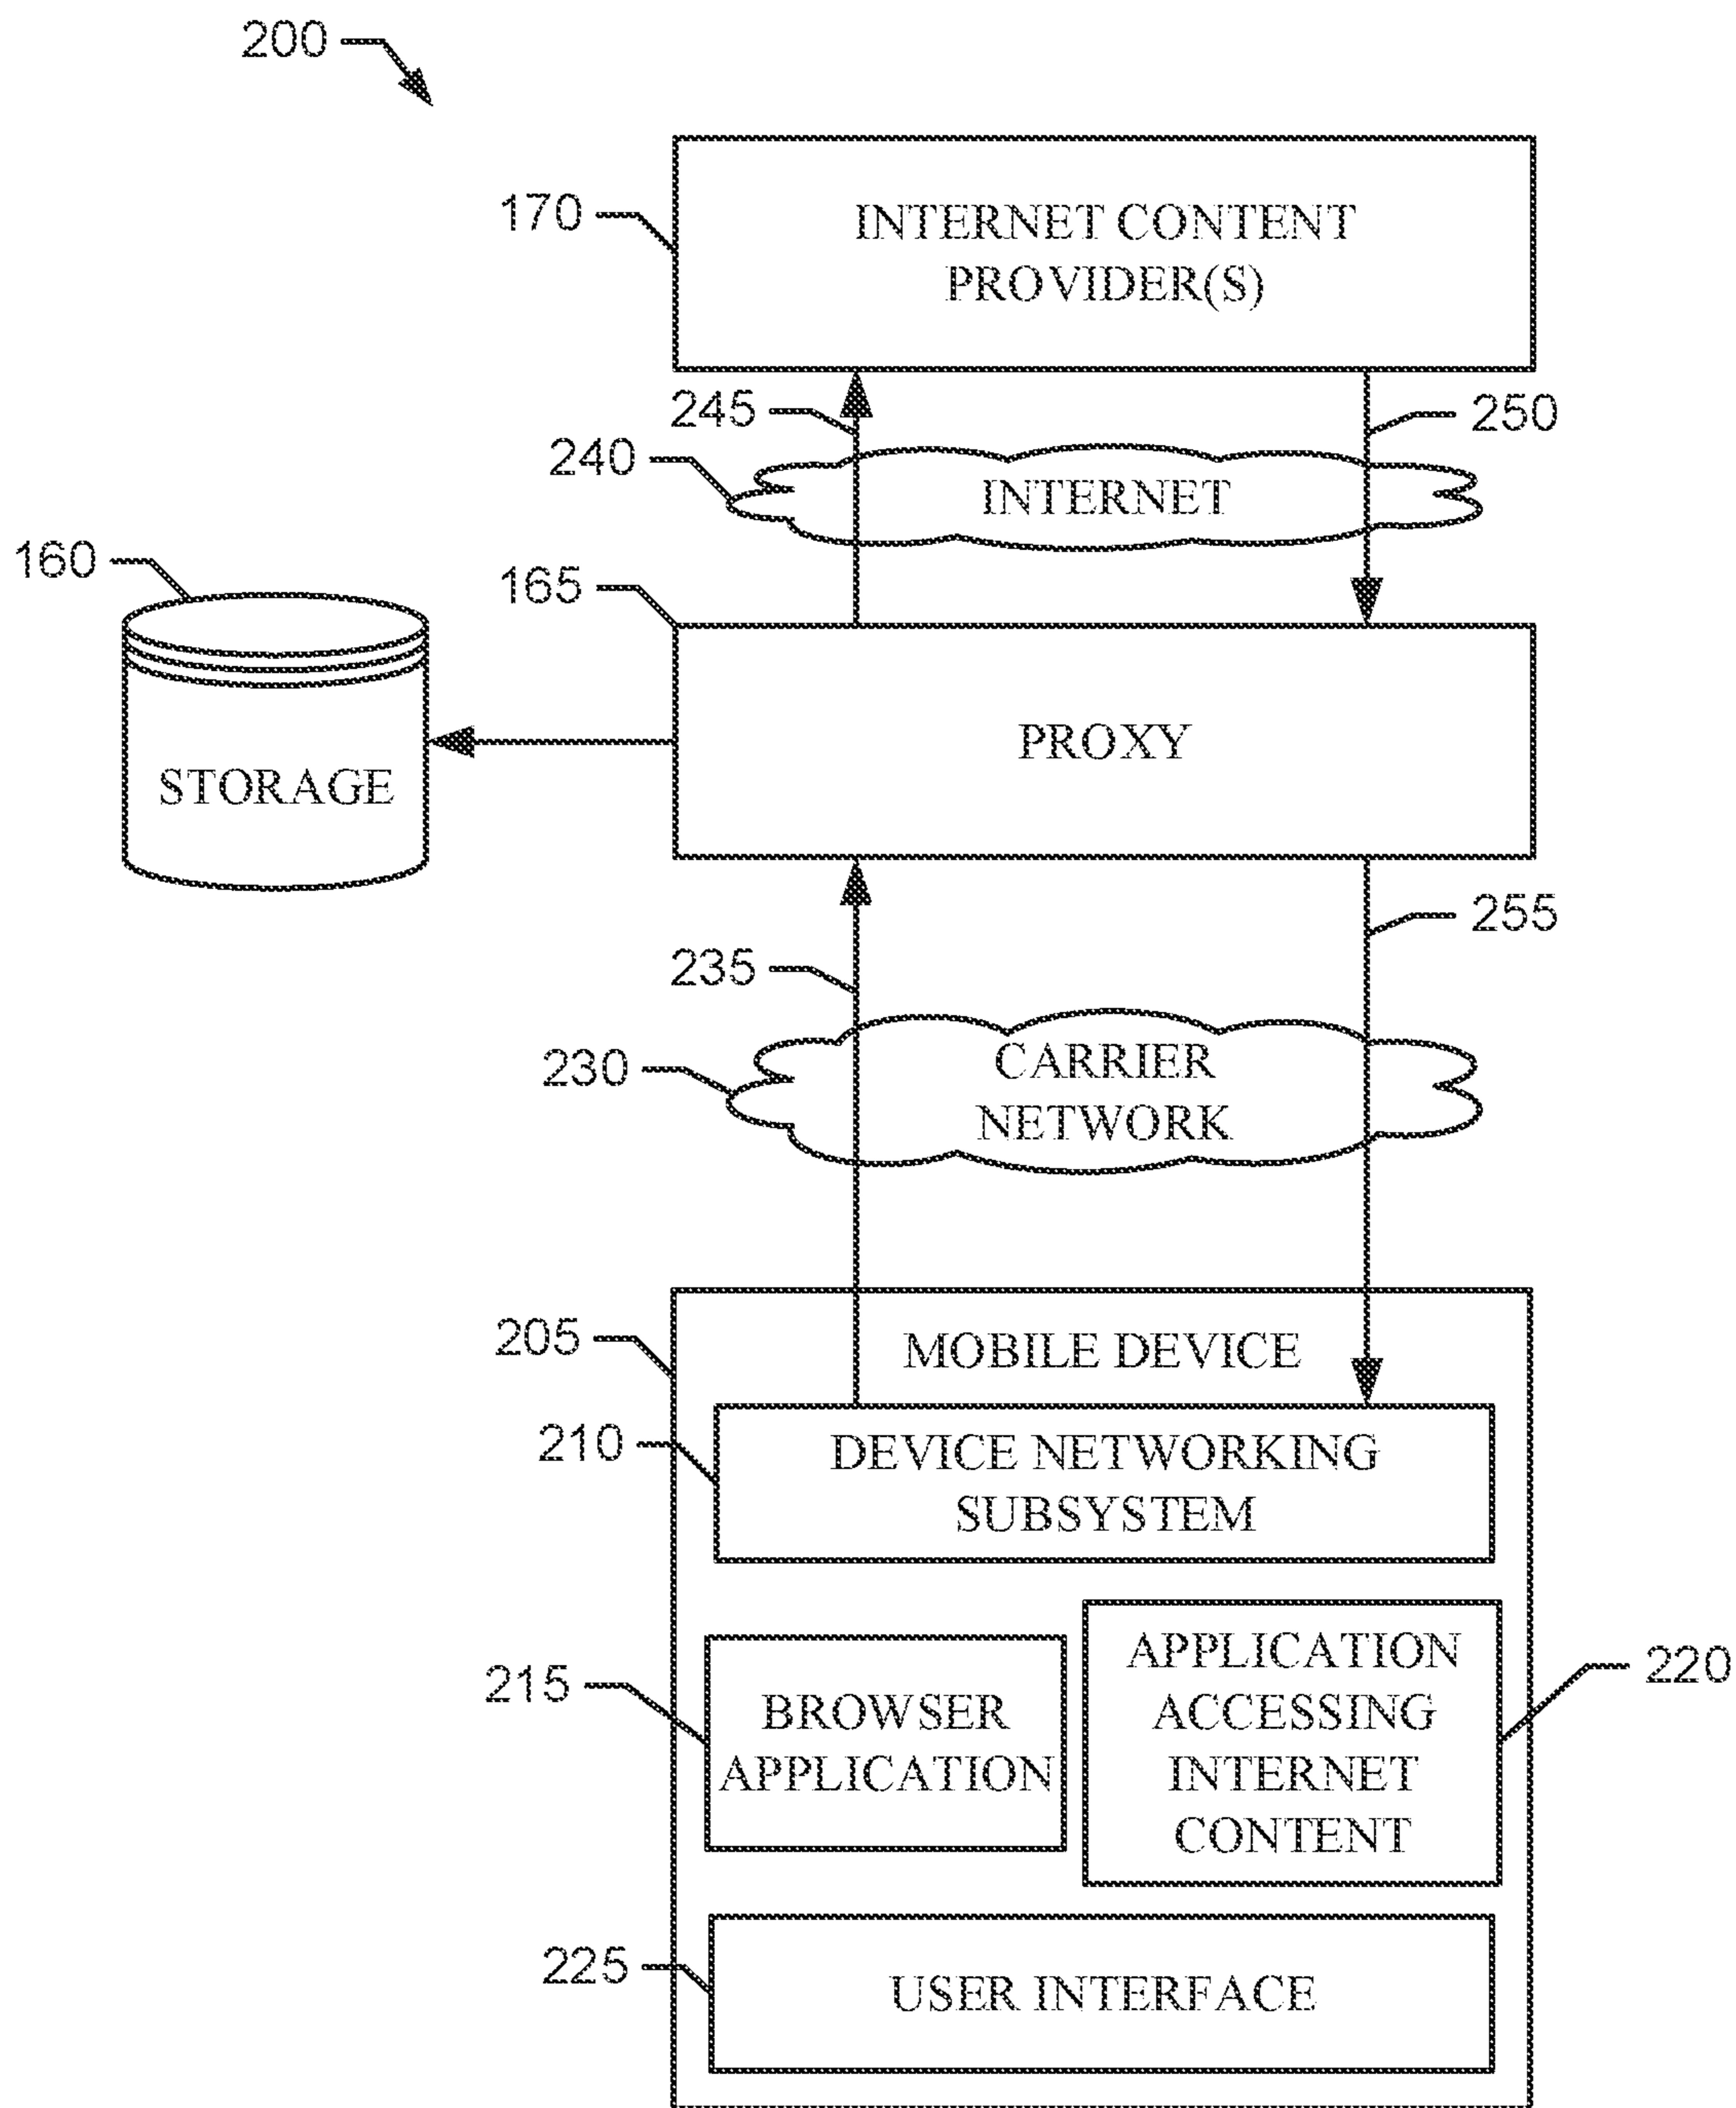 200
170
INTERNET CONTENT
PROVIDER(S)
245
250
240
INTERNET
160
165
STORAGE
PROXY
255
235
230
CARRIER
NETWORK
205
MOBILE DEVICE
210
DEVICE NETWORKING
SUBSYSTEM
215
BROWSER
APPLICATION
APPLICATION
ACCESSING
INTERNET
CONTENT
220
225
USER INTERFACE